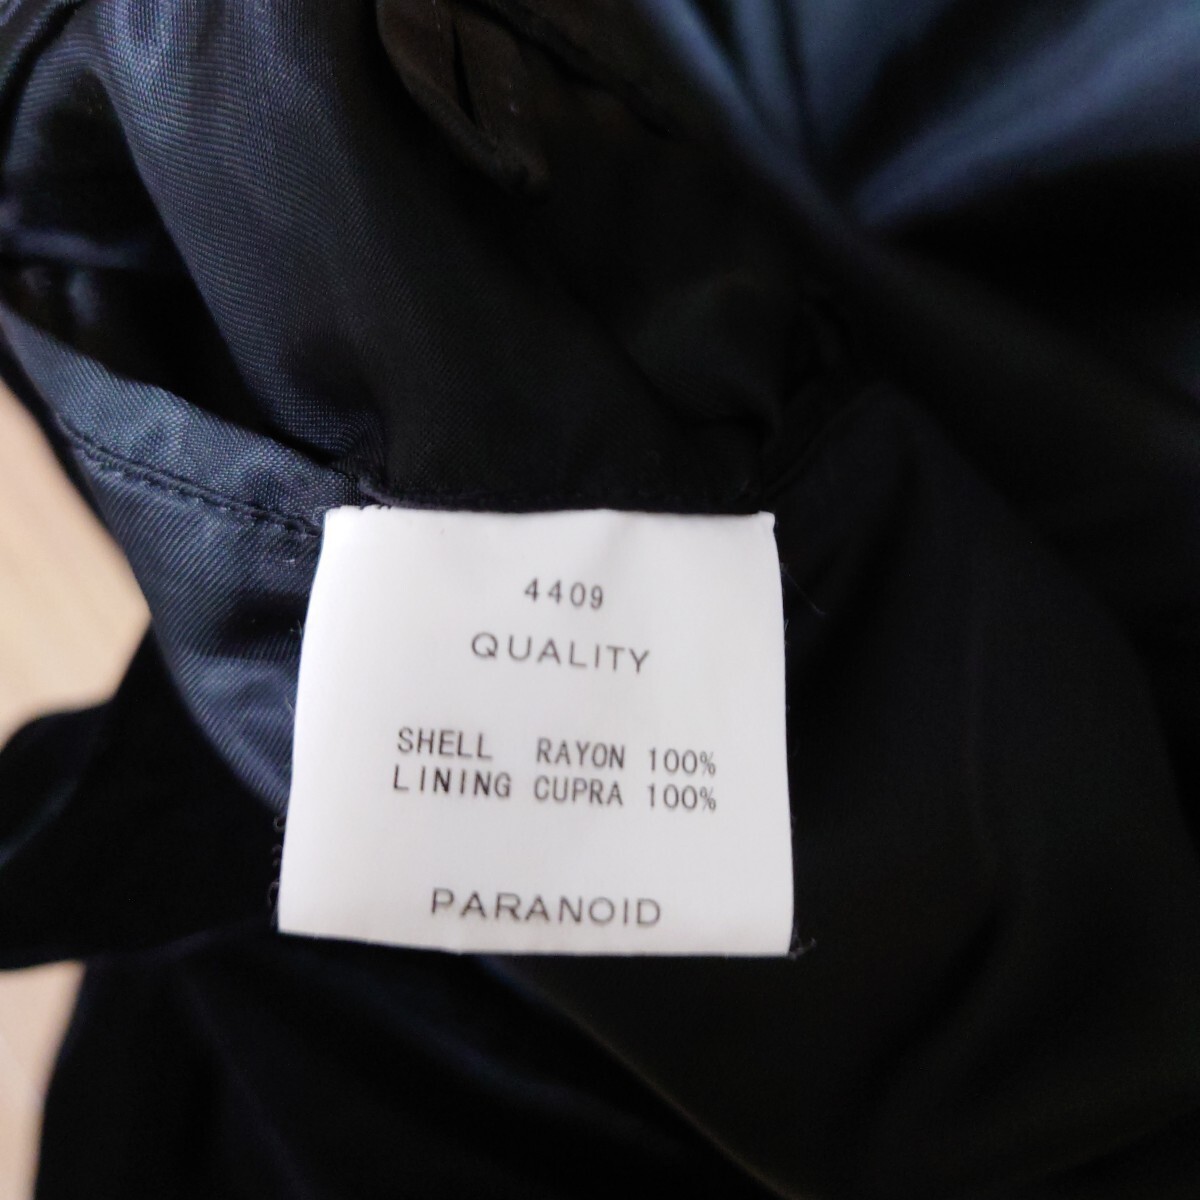 4409
QUALITY
SHELL RAYON 100%
LINING CUPRA 100%
PARANOID